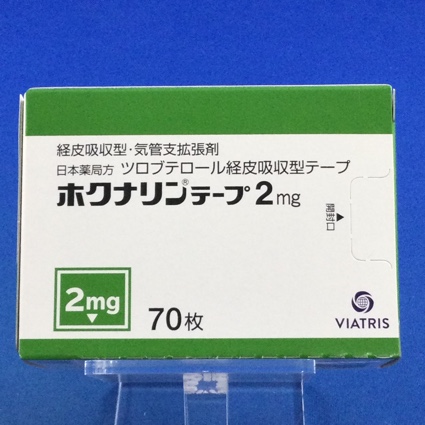 経皮吸収型・気管支拡張剤
日本薬局方 ツロブテロール経皮吸収型テープ
ホクナリン®テープ2mg
開封口
2mg
70枚
VIATRIS